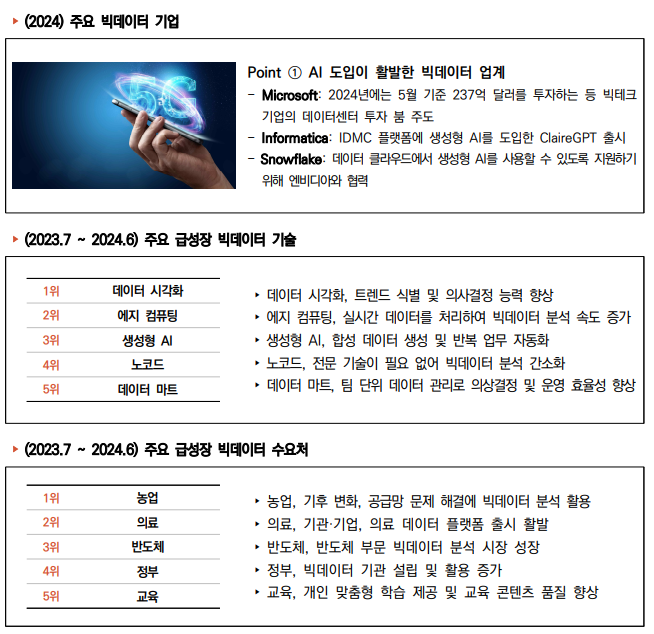 ▸ (2024) 주요 빅데이터 기업
5G
Point ① AI 도입이 활발한 빅데이터 업계
- Microsoft: 2024년에는 5월 기준 237억 달러를 투자하는 등 빅테크
기업의 데이터센터 투자 붐 주도
- Informatica: IDMC 플랫폼에 생성형 AI를 도입한 ClaireGPT 출시
- Snowflake: 데이터 클라우드에서 생성형 AI를 사용할 수 있도록 지원하기
위해 엔비디아와 협력
▸ (2023.7 ~ 2024.6) 주요 급성장 빅데이터 기술
1위 데이터 시각화
2위 에지 컴퓨팅
3위 생성형 AI
4위 노코드
5위 데이터 마트
▸ 데이터 시각화, 트렌드 식별 및 의사결정 능력 향상
▸ 에지 컴퓨팅, 실시간 데이터를 처리하여 빅데이터 분석 속도 증가
▸ 생성형 AI, 합성 데이터 생성 및 반복 업무 자동화
▸ 노코드, 전문 기술이 필요 없어 빅데이터 분석 간소화
▸ 데이터 마트, 팀 단위 데이터 관리로 의상결정 및 운영 효율성 향상
▸ (2023.7 ~ 2024.6) 주요 급성장 빅데이터 수요처
1위 농업
2위 의료
3위 반도체
4위 정부
5위 교육
▸ 농업, 기후 변화, 공급망 문제 해결에 빅데이터 분석 활용
▸ 의료, 기관·기업, 의료 데이터 플랫폼 출시 활발
▸ 반도체, 반도체 부문 빅데이터 분석 시장 성장
▸ 정부, 빅데이터 기관 설립 및 활용 증가
▸ 교육, 개인 맞춤형 학습 제공 및 교육 콘텐츠 품질 향상